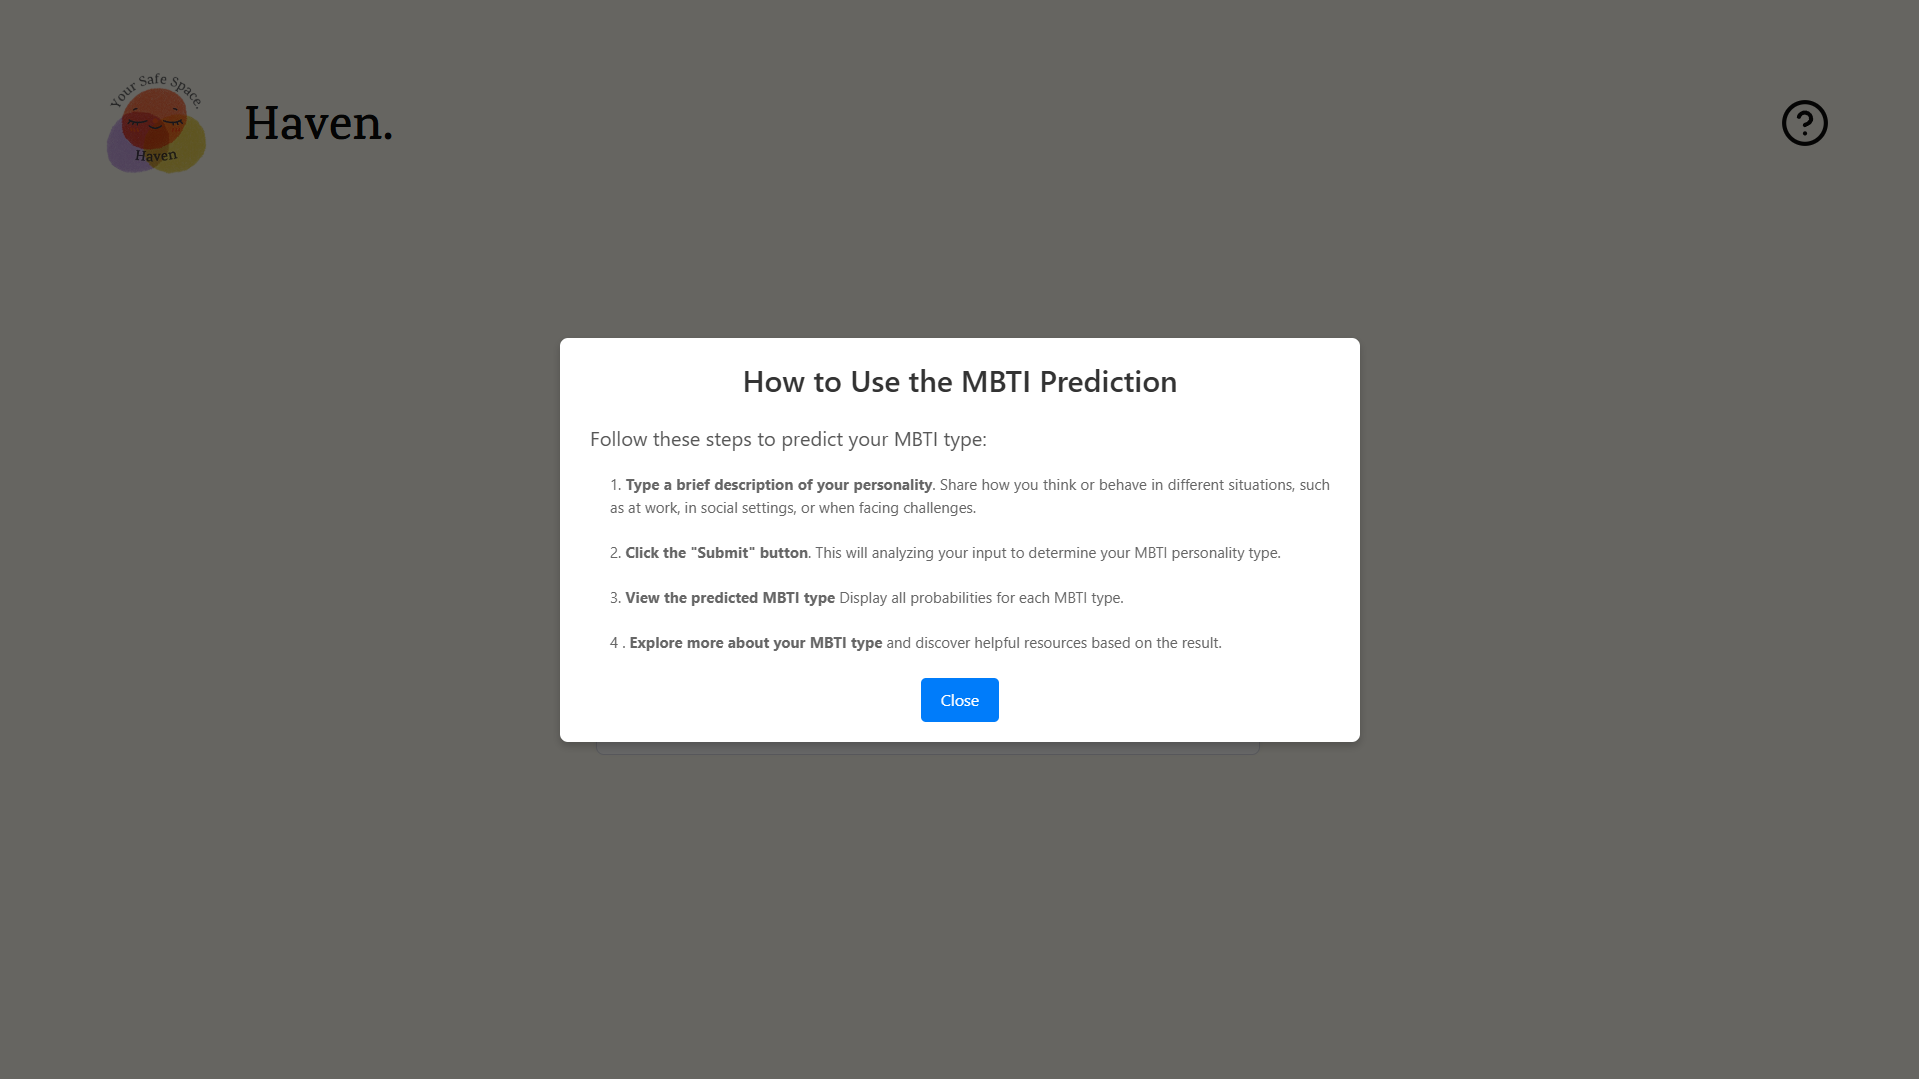 Your Safe Space.
Haven
Haven.
How to Use the MBTI Prediction
Follow these steps to predict your MBTI type:
1. Type a brief description of your personality. Share how you think or behave in different situations, such
as at work, in social settings, or when facing challenges.
2. Click the "Submit" button. This will analyzing your input to determine your MBTI personality type.
3. View the predicted MBTI type Display all probabilities for each MBTI type.
4 . Explore more about your MBTI type and discover helpful resources based on the result.
Close